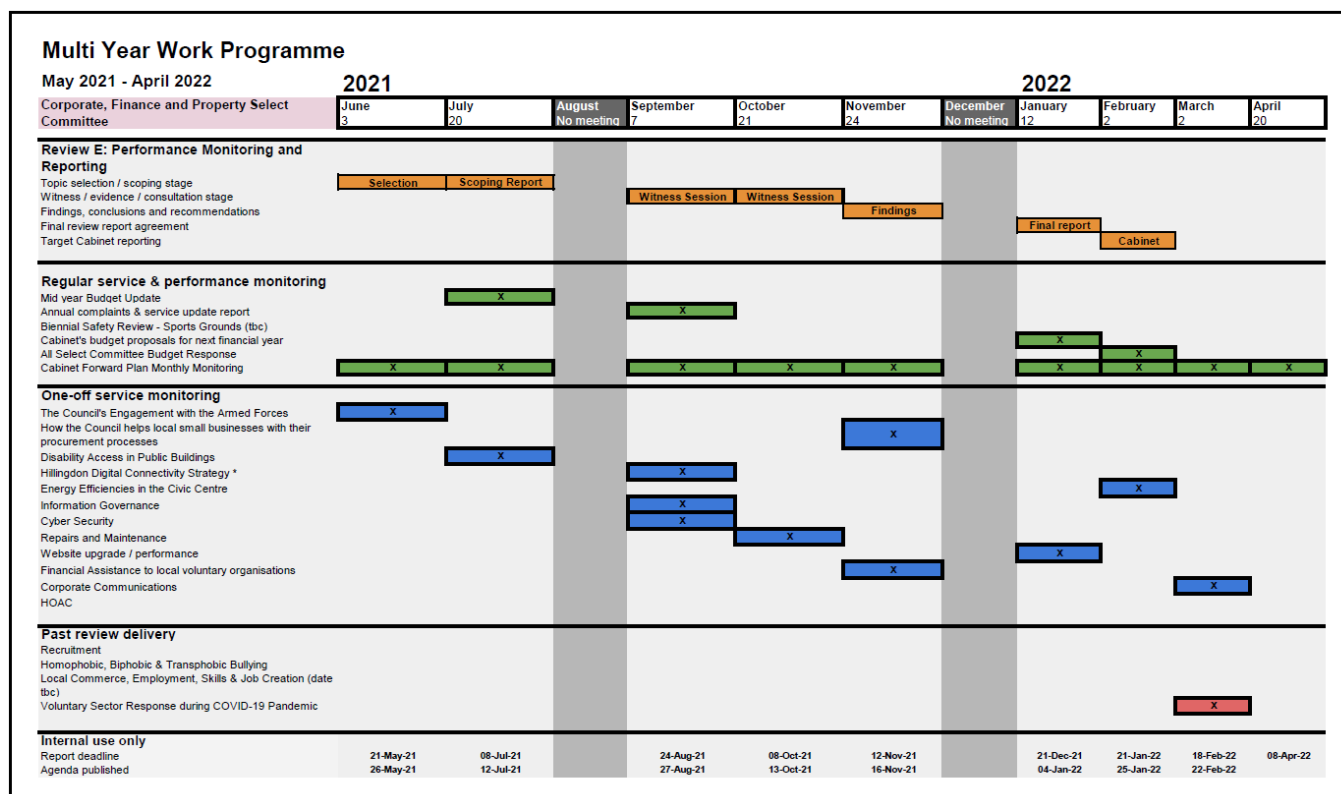 Multi Year Work Programme
May 2021 - April 2022 2021 2022
Corporate, Finance and Property Select Committee June 3 July 20 August No meeting September 7 October 21 November 24 December No meeting January 12 February 2 March 2 April 20
Review E: Performance Monitoring and
Reporting
Topic selection / scoping stage Selection Scoping Report
Witness / evidence / consultation stage Witness Session Witness Session
Findings, conclusions and recommendations Findings
Final review report agreement Final report
Target Cabinet reporting Cabinet
Regular service & performance monitoring
Mid year Budget Update X
Annual complaints & service update report X
Biennial Safety Review - Sports Grounds (tbc)
Cabinet's budget proposals for next financial year X
All Select Committee Budget Response X
Cabinet Forward Plan Monthly Monitoring X X X X X X X X X
One-off service monitoring
The Council's Engagement with the Armed Forces X
How the Council helps local small businesses with their
procurement processes X
Disability Access in Public Buildings X
Hillingdon Digital Connectivity Strategy * X
Energy Efficiencies in the Civic Centre X
Information Governance X
Cyber Security X
Repairs and Maintenance X
Website upgrade / performance X
Financial Assistance to local voluntary organisations X
Corporate Communications X
HOAC
Past review delivery
Recruitment
Homophobic, Biphobic & Transphobic Bullying
Local Commerce, Employment, Skills & Job Creation (date
tbc)
Voluntary Sector Response during COVID-19 Pandemic X
Internal use only
Report deadline 21-May-21 08-Jul-21 24-Aug-21 08-Oct-21 12-Nov-21 21-Dec-21 21-Jan-22 18-Feb-22 08-Apr-22
Agenda published 26-May-21 12-Jul-21 27-Aug-21 13-Oct-21 16-Nov-21 04-Jan-22 25-Jan-22 22-Feb-22